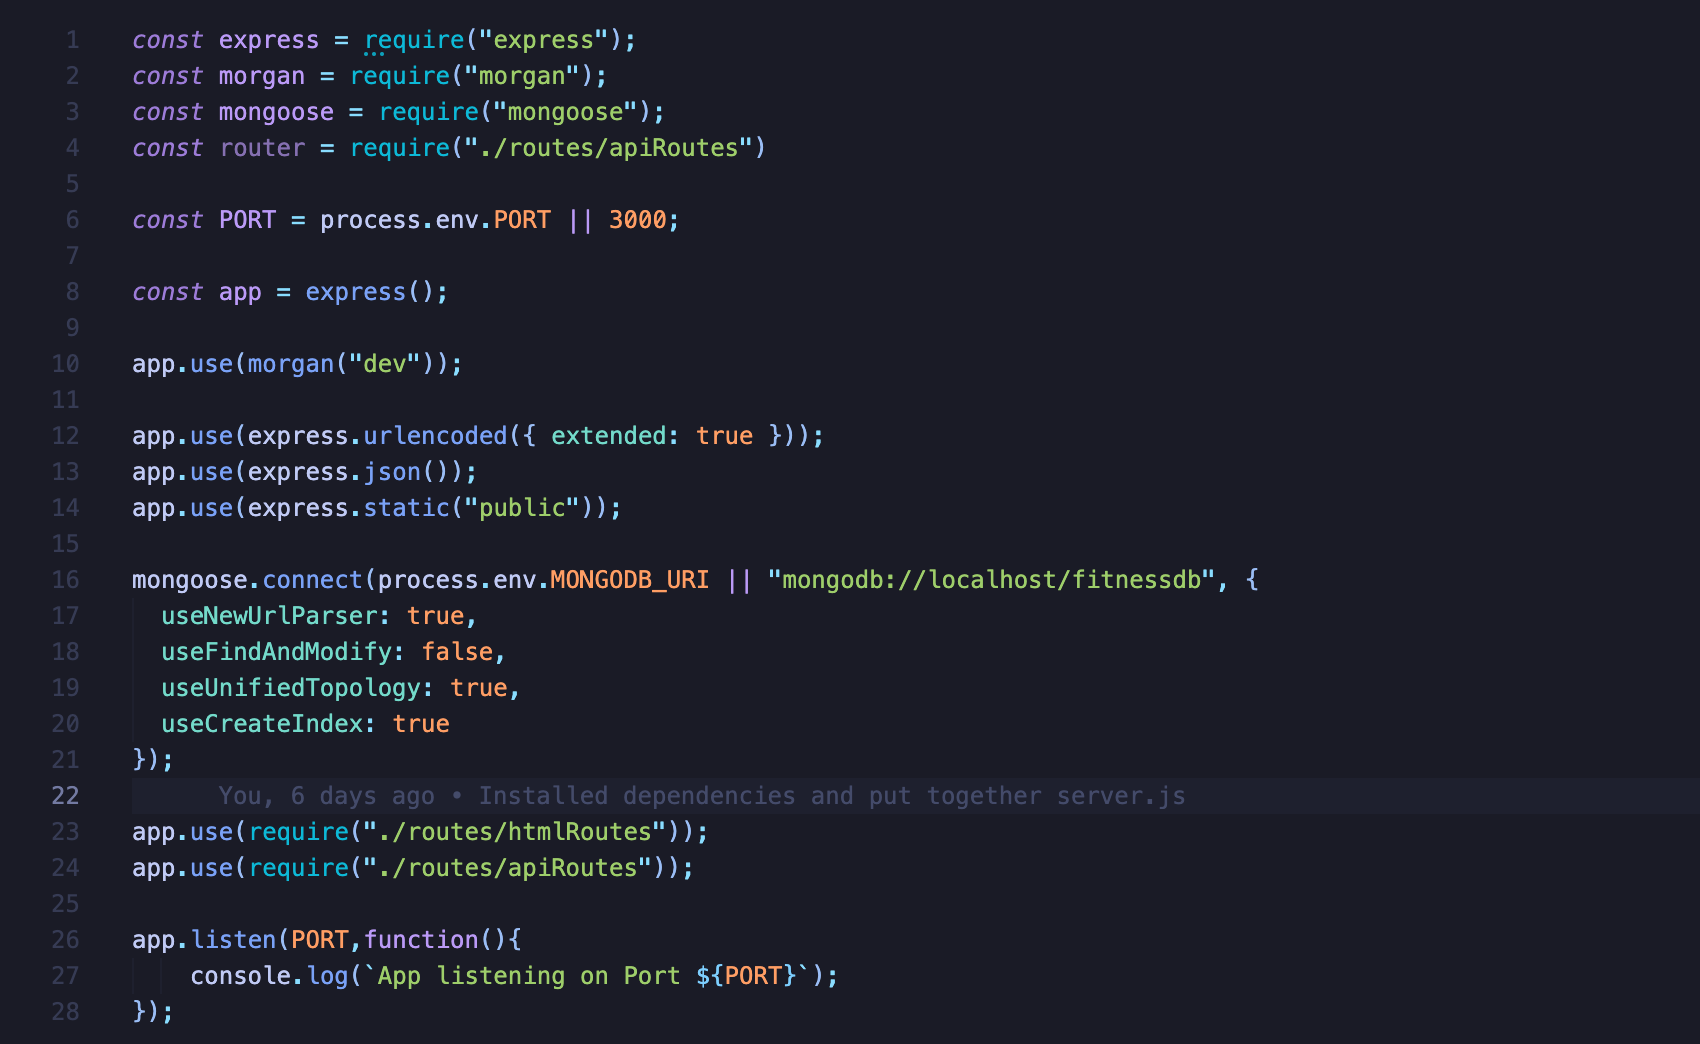 1 const express = require("express");
2 const morgan = require("morgan");
3 const mongoose = require("mongoose");
4 const router = require("./routes/apiRoutes")
5
6 const PORT = process.env.PORT || 3000;
7
8 const app = express();
9
10 app.use(morgan("dev"));
11
12 app.use(express.urlencoded({ extended: true }));
13 app.use(express.json());
14 app.use(express.static("public"));
15
16 mongoose.connect(process.env.MONGODB_URI || "mongodb://localhost/fitnessdb", {
17   useNewUrlParser: true,
18   useFindAndModify: false,
19   useUnifiedTopology: true,
20   useCreateIndex: true
21 });
22       You, 6 days ago • Installed dependencies and put together server.js
23 app.use(require("./routes/htmlRoutes"));
24 app.use(require("./routes/apiRoutes"));
25
26 app.listen(PORT,function(){
27     console.log(`App listening on Port ${PORT}`);
28 });